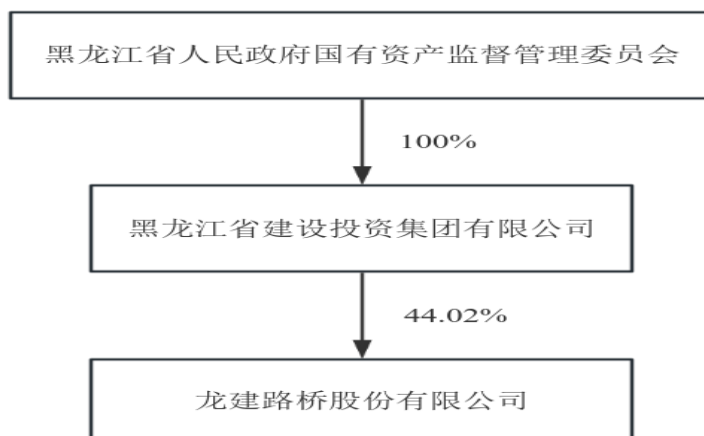 黑龙江省人民政府国有资产监督管理委员会
100%
黑龙江省建设投资集团有限公司
44.02%
龙建路桥股份有限公司